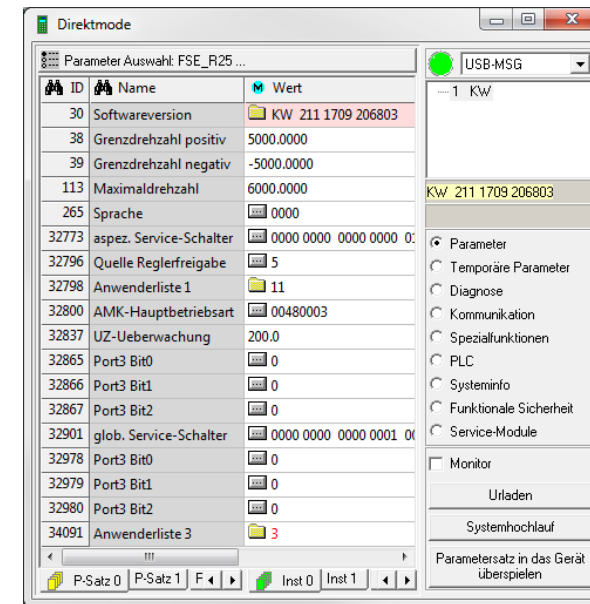 Direktmode
Parameter Auswahl: FSE_R25 ...
ID Name Wert
30 Softwareversion KW 211 1709 206803
38 Grenzdrehzahl positiv 5000.0000
39 Grenzdrehzahl negativ -5000.0000
113 Maximaldrehzahl 6000.0000
265 Sprache 0000
32773 aspez. Service-Schalter 0000 0000 0000 0000
32796 Quelle Reglerfreigabe 5
32798 Anwenderliste 1 11
32800 AMK-Hauptbetriebsart 00480003
32837 UZ-Ueberwachung 200.0
32865 Port3 Bit0 0
32866 Port3 Bit1 0
32867 Port3 Bit2 0
32901 glob. Service-Schalter 0000 0000 0000 0001
32978 Port3 Bit0 0
32979 Port3 Bit1 0
32980 Port3 Bit2 0
34091 Anwenderliste 3 3
P-Satz 0 P-Satz 1 F Inst 0 Inst 1
USB-MSG
1 KW
KW 211 1709 206803
Parameter
Temporäre Parameter
Diagnose
Kommunikation
Spezialfunktionen
PLC
Systeminfo
Funktionale Sicherheit
Service-Module
Monitor
Urladen
Systemhochlauf
Parametersatz in das Gerät
überspielen